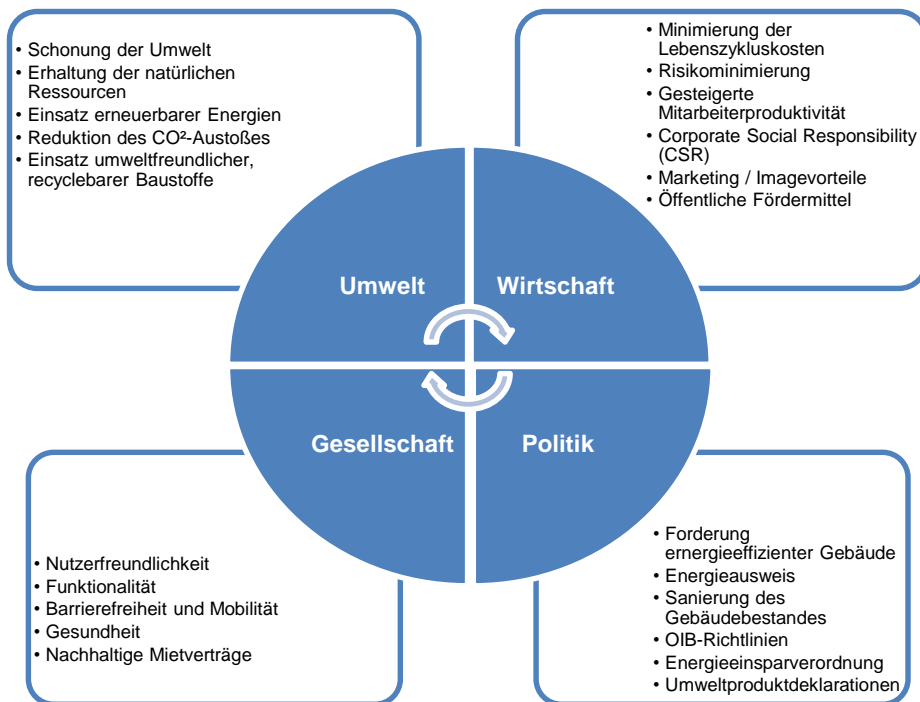 • Schonung der Umwelt
• Erhaltung der natürlichen
Ressourcen
• Einsatz erneuerbarer Energien
• Reduktion des CO²-Austoßes
• Einsatz umweltfreundlicher,
recyclebarer Baustoffe
• Minimierung der
Lebenszykluskosten
• Risikominimierung
• Gesteigerte
Mitarbeiterproduktivität
• Corporate Social Responsibility
(CSR)
• Marketing / Imagevorteile
• Öffentliche Fördermittel
Umwelt
Wirtschaft
Gesellschaft
Politik
• Nutzerfreundlichkeit
• Funktionalität
• Barrierefreiheit und Mobilität
• Gesundheit
• Nachhaltige Mietverträge
• Forderung
ernergieeffizienter Gebäude
• Energieausweis
• Sanierung des
Gebäudebestandes
• OIB-Richtlinien
• Energieeinsparverordnung
• Umweltproduktdeklarationen